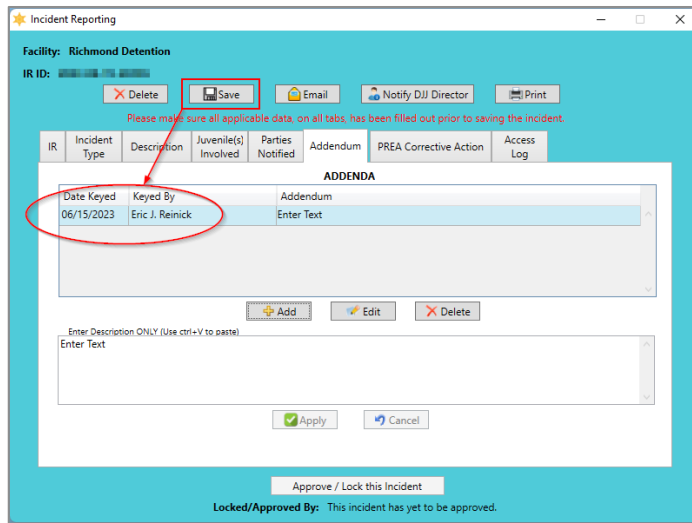 Incident Reporting
Facility: Richmond Detention
IR ID:
Delete Save Email Notify DJJ Director Print
Please make sure all applicable data, on all tabs, has been filled out prior to saving the incident.
IR Incident Type Description Juvenile(s) Involved Parties Notified Addendum PREA Corrective Action Access Log
ADDENDA
Date Keyed Keyed By Addendum
06/15/2023 Eric J. Reinick Enter Text
Add Edit Delete
Enter Description ONLY (Use ctrl+V to paste)
Enter Text
Apply Cancel
Approve / Lock this Incident
Locked/Approved By: This incident has yet to be approved.